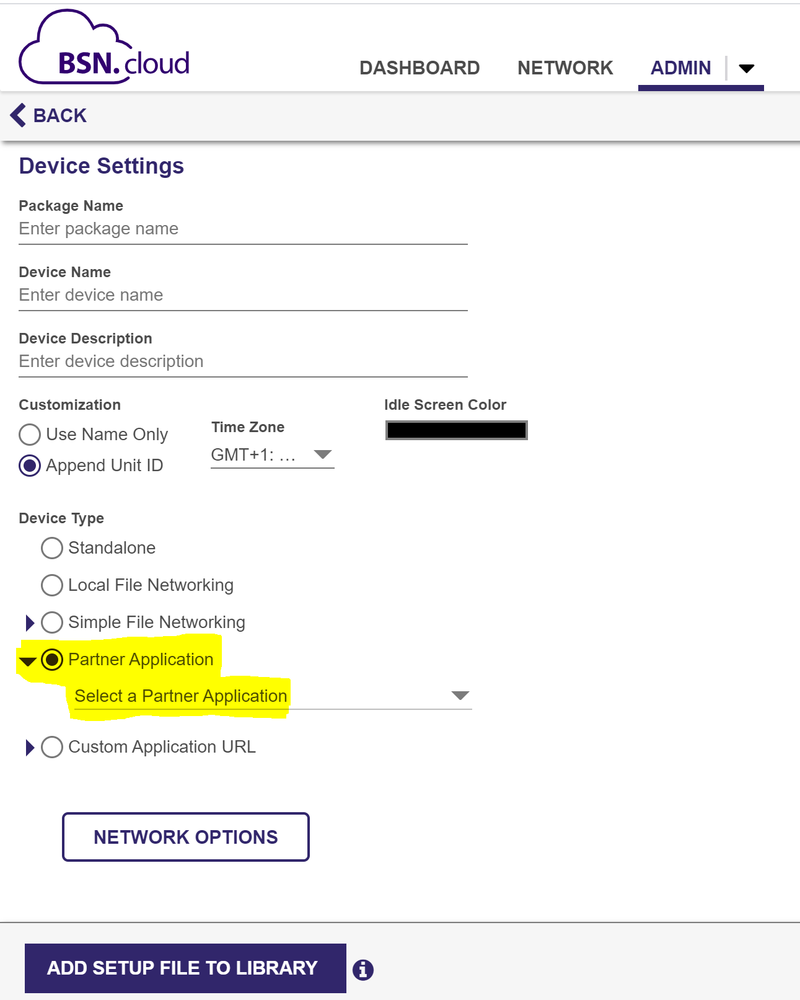 BSN.cloud
DASHBOARD NETWORK ADMIN
BACK
Device Settings
Package Name
Enter package name
Device Name
Enter device name
Device Description
Enter device description
Customization
Use Name Only
Append Unit ID
Time Zone
GMT+1: ...
Idle Screen Color
Device Type
Standalone
Local File Networking
Simple File Networking
Partner Application
Select a Partner Application
Custom Application URL
NETWORK OPTIONS
ADD SETUP FILE TO LIBRARY